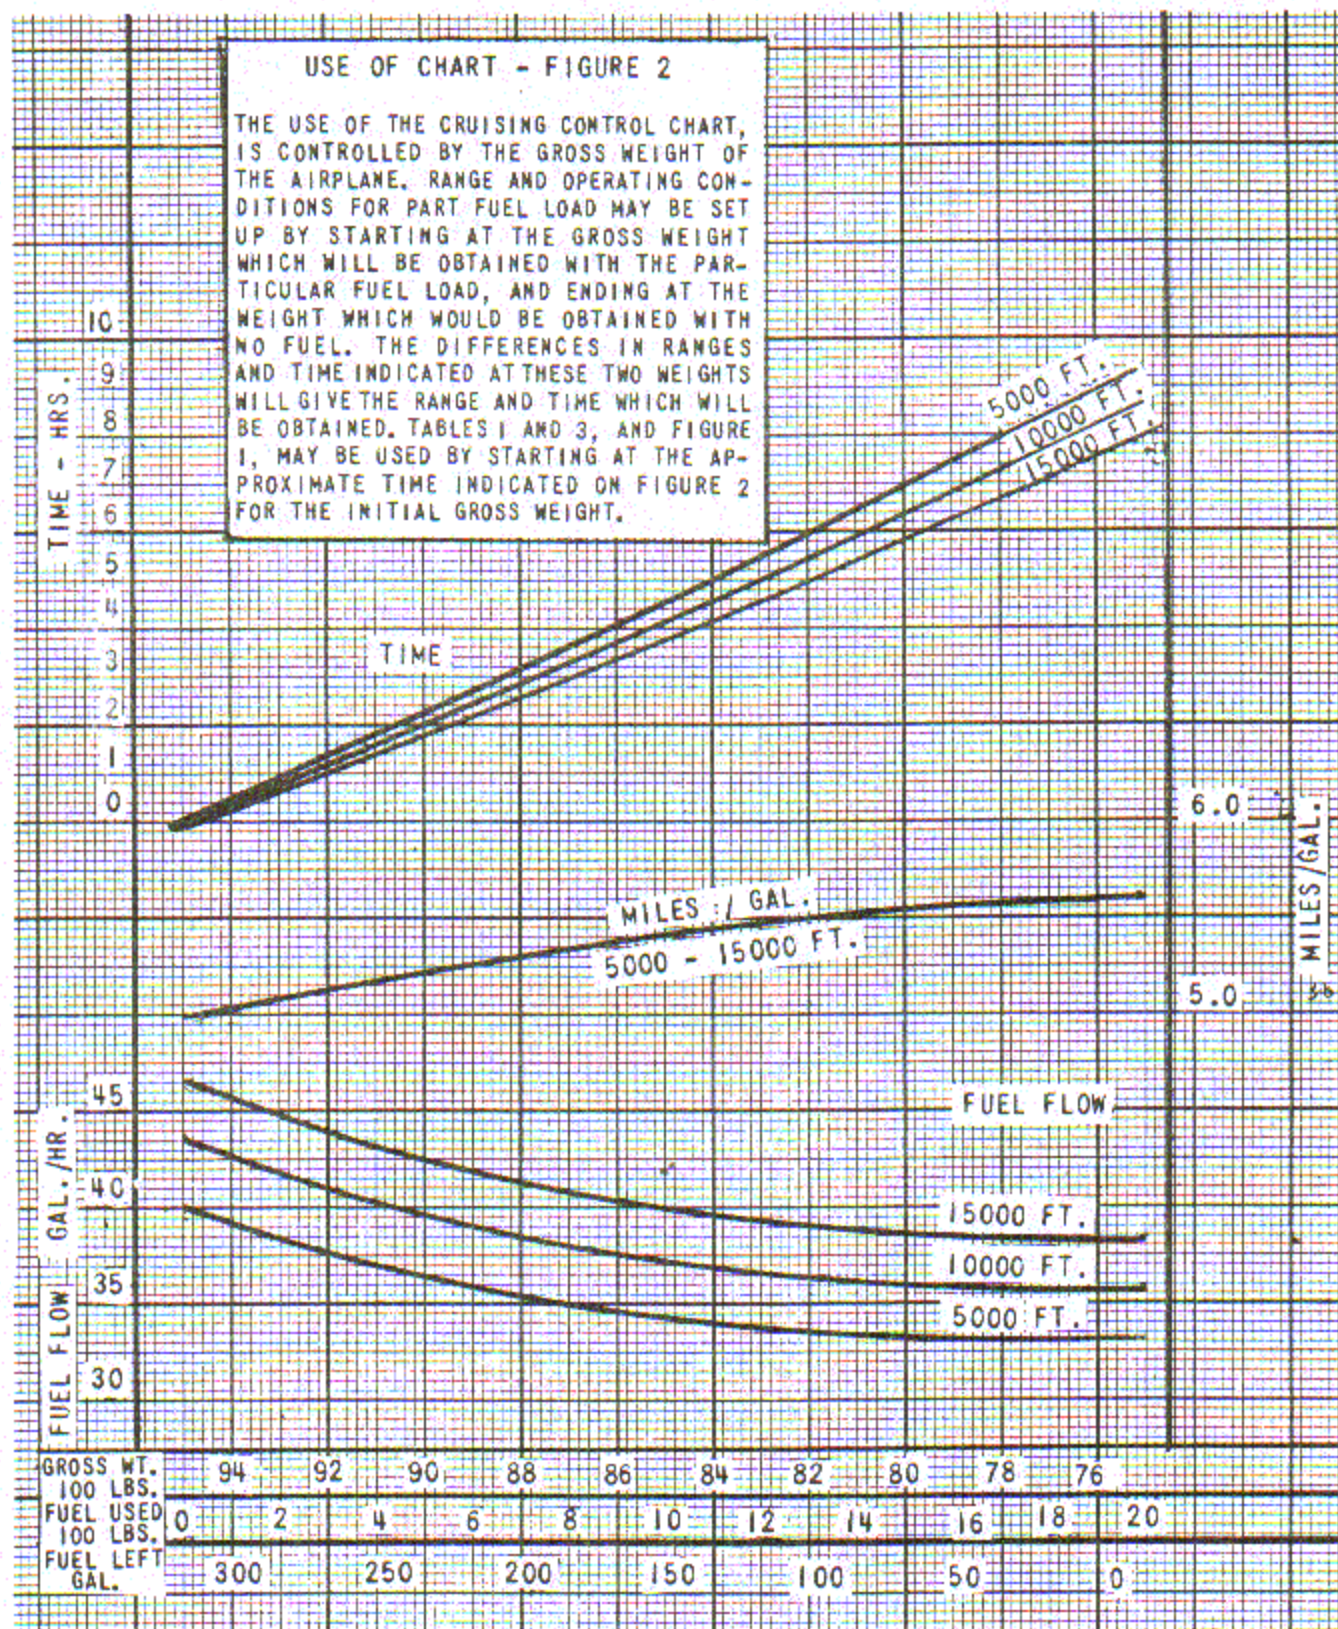 USE OF CHART - FIGURE 2
THE USE OF THE CRUISING CONTROL CHART,
IS CONTROLLED BY THE GROSS WEIGHT OF
THE AIRPLANE. RANGE AND OPERATING CON-
DITIONS FOR PART FUEL LOAD MAY BE SET
UP BY STARTING AT THE GROSS WEIGHT
WHICH WILL BE OBTAINED WITH THE PAR-
TICULAR FUEL LOAD, AND ENDING AT THE
WEIGHT WHICH WOULD BE OBTAINED WITH
NO FUEL. THE DIFFERENCES IN RANGES
AND TIME INDICATED AT THESE TWO WEIGHTS
WILL GIVE THE RANGE AND TIME WHICH WILL
BE OBTAINED. TABLES 1 AND 3, AND FIGURE
1, MAY BE USED BY STARTING AT THE AP-
PROXIMATE TIME INDICATED ON FIGURE 2
FOR THE INITIAL GROSS WEIGHT.
TIME - HRS.
10
9
8
7
6
5
4
3
2
1
0
5000 FT.
10000 FT.
15000 FT.
TIME
6.0
5.0
MILES/GAL.
MILES / GAL.
5000 - 15000 FT.
FUEL FLOW GAL./HR.
45
40
35
30
FUEL FLOW
15000 FT.
10000 FT.
5000 FT.
GROSS WT.
100 LBS.
94 92 90 88 86 84 82 80 78 76
FUEL USED
100 LBS.
0 2 4 6 8 10 12 14 16 18 20
FUEL LEFT
GAL.
300 250 200 150 100 50 0